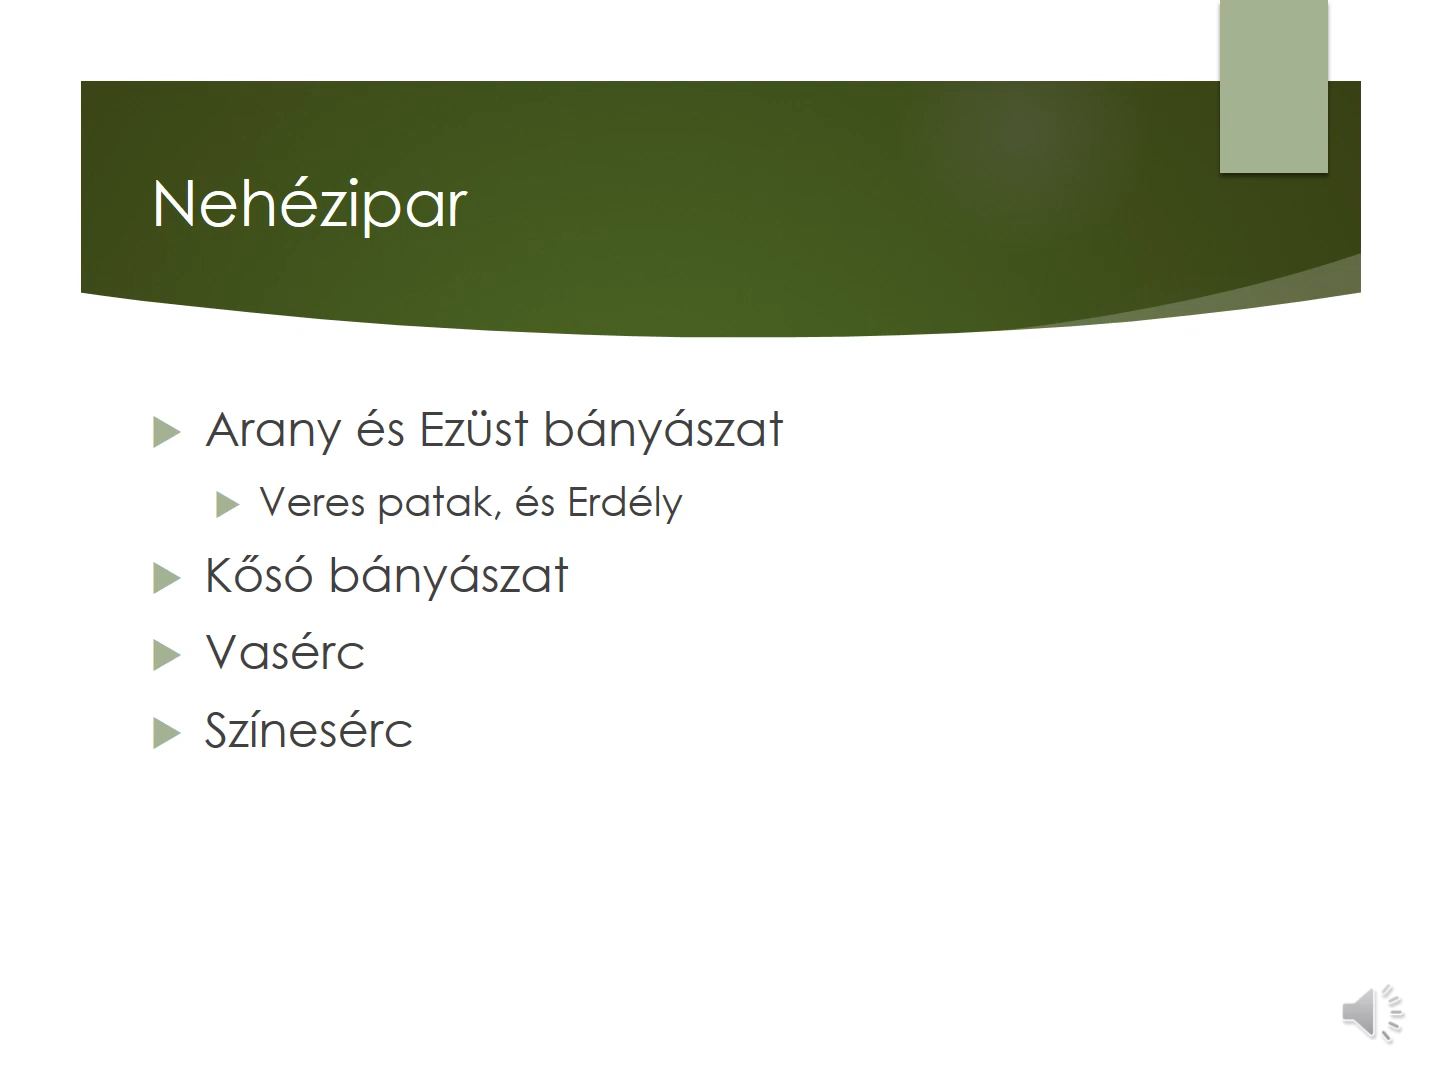 Nehézipar
Arany és Ezüst bányászat
Veres patak, és Erdély
Kősó bányászat
Vasérc
Színesérc